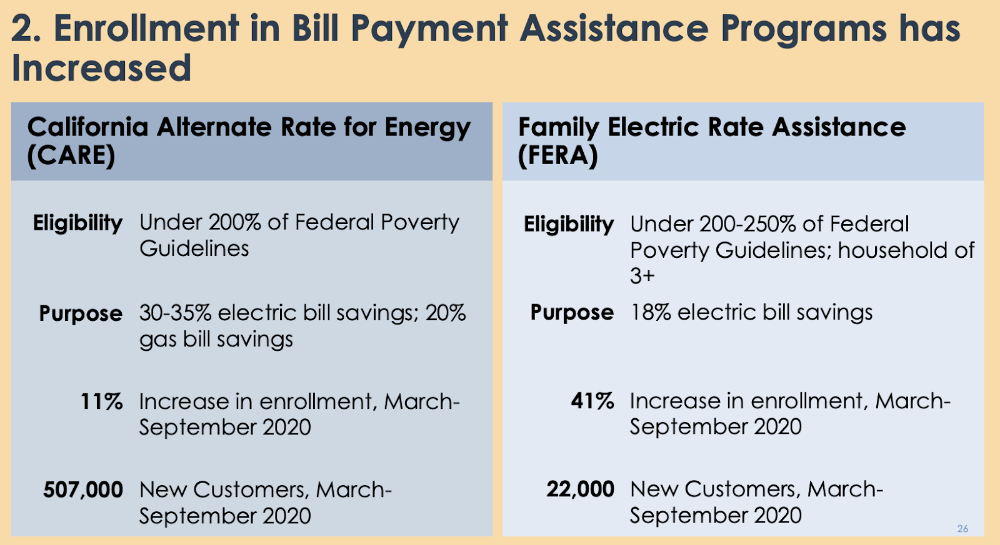 2. Enrollment in Bill Payment Assistance Programs has
Increased
California Alternate Rate for Energy
(CARE)
Eligibility Under 200% of Federal Poverty
Guidelines
Purpose 30-35% electric bill savings; 20%
gas bill savings
11% Increase in enrollment, March-
September 2020
507,000 New Customers, March-
September 2020
Family Electric Rate Assistance
(FERA)
Eligibility Under 200-250% of Federal
Poverty Guidelines; household of
3+
Purpose 18% electric bill savings
41% Increase in enrollment, March-
September 2020
22,000 New Customers, March-
September 2020
26